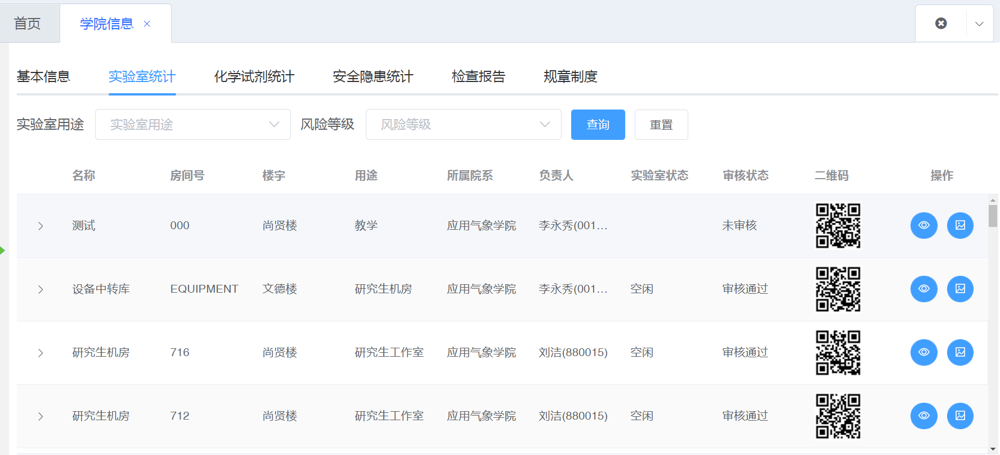 首页 学院信息
基本信息 实验室统计 化学试剂统计 安全隐患统计 检查报告 规章制度
实验室用途 实验室用途 风险等级 风险等级 查询 重置
名称 房间号 楼宇 用途 所属院系 负责人 实验室状态 审核状态 二维码 操作
测试 000 尚贤楼 教学 应用气象学院 李永秀(001... 未审核
设备中转库 EQUIPMENT 文德楼 研究生机房 应用气象学院 李永秀(001... 空闲 审核通过
研究生机房 716 尚贤楼 研究生工作室 应用气象学院 刘洁(880015) 空闲 审核通过
研究生机房 712 尚贤楼 研究生工作室 应用气象学院 刘洁(880015) 空闲 审核通过